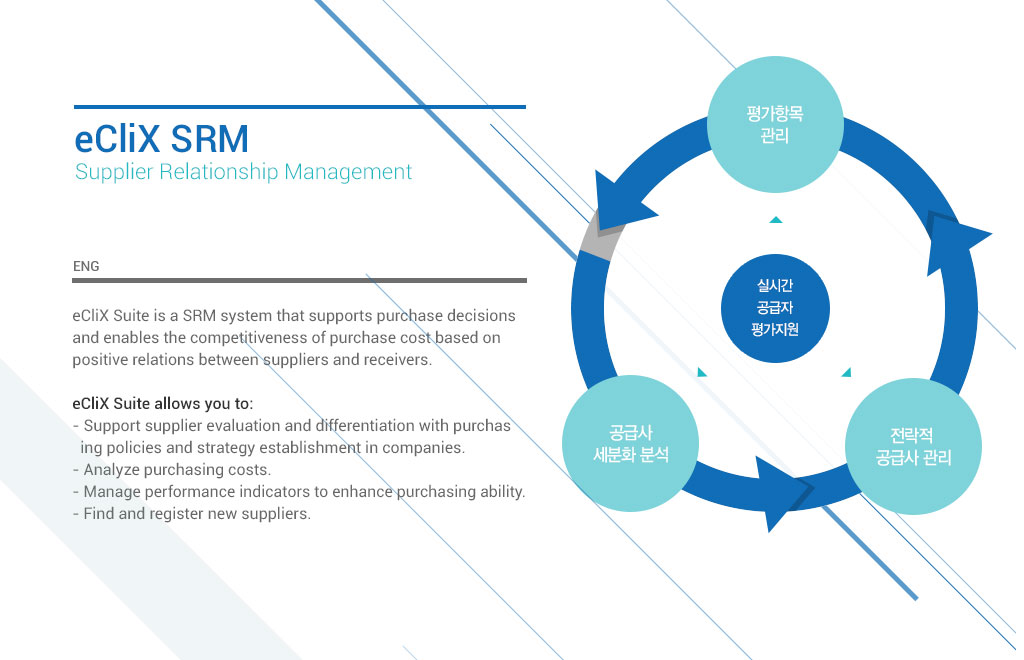 eCliX SRM
Supplier Relationship Management
ENG
eCliX Suite is a SRM system that supports purchase decisions
and enables the competitiveness of purchase cost based on
positive relations between suppliers and receivers.
eCliX Suite allows you to:
- Support supplier evaluation and differentiation with purchas
ing policies and strategy establishment in companies.
- Analyze purchasing costs.
- Manage performance indicators to enhance purchasing ability.
- Find and register new suppliers.
평가항목
관리
실시간
공급자
평가지원
공급사
세분화 분석
전락적
공급사 관리